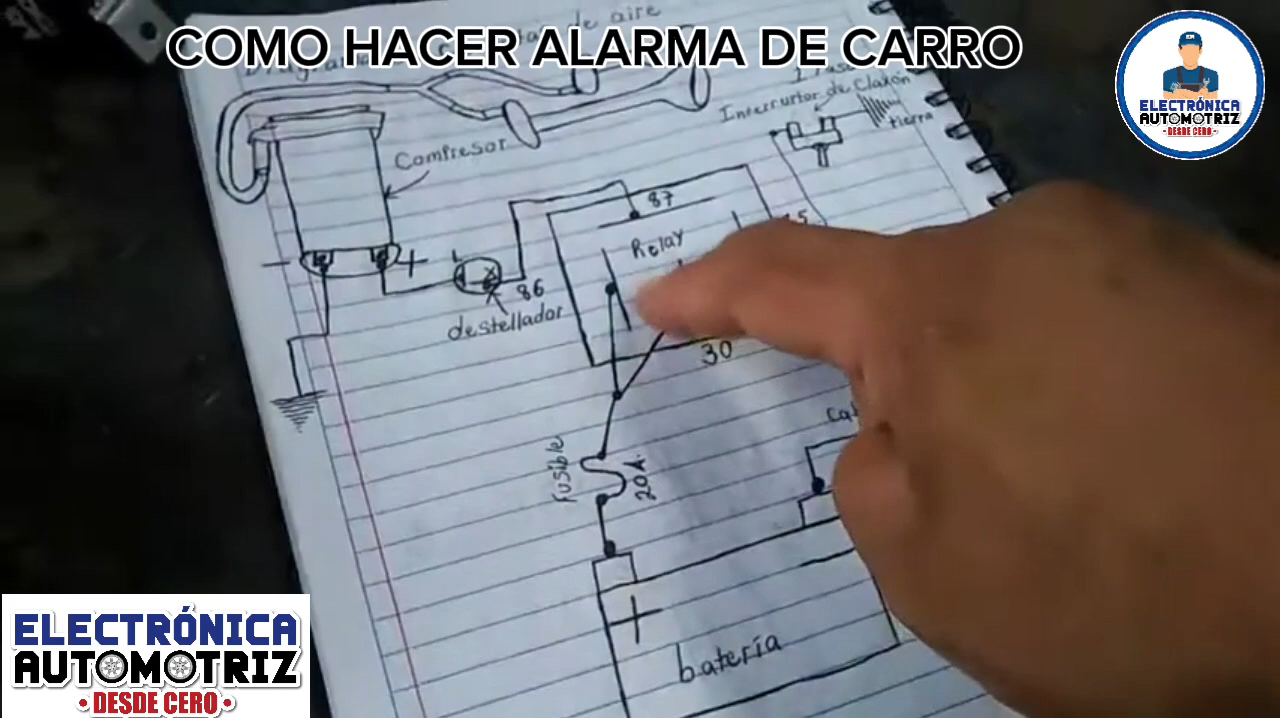 de aire
COMO HACER ALARMA DE CARRO
Interruptor de Claxón
tierra
Compresor
87
Relay
86
destellador
30
fusible
20A.
+
batería
ELECTRÓNICA
AUTOMOTRIZ
DESDE CERO
ELECTRÓNICA
AUTOMOTRIZ
• DESDE CERO •